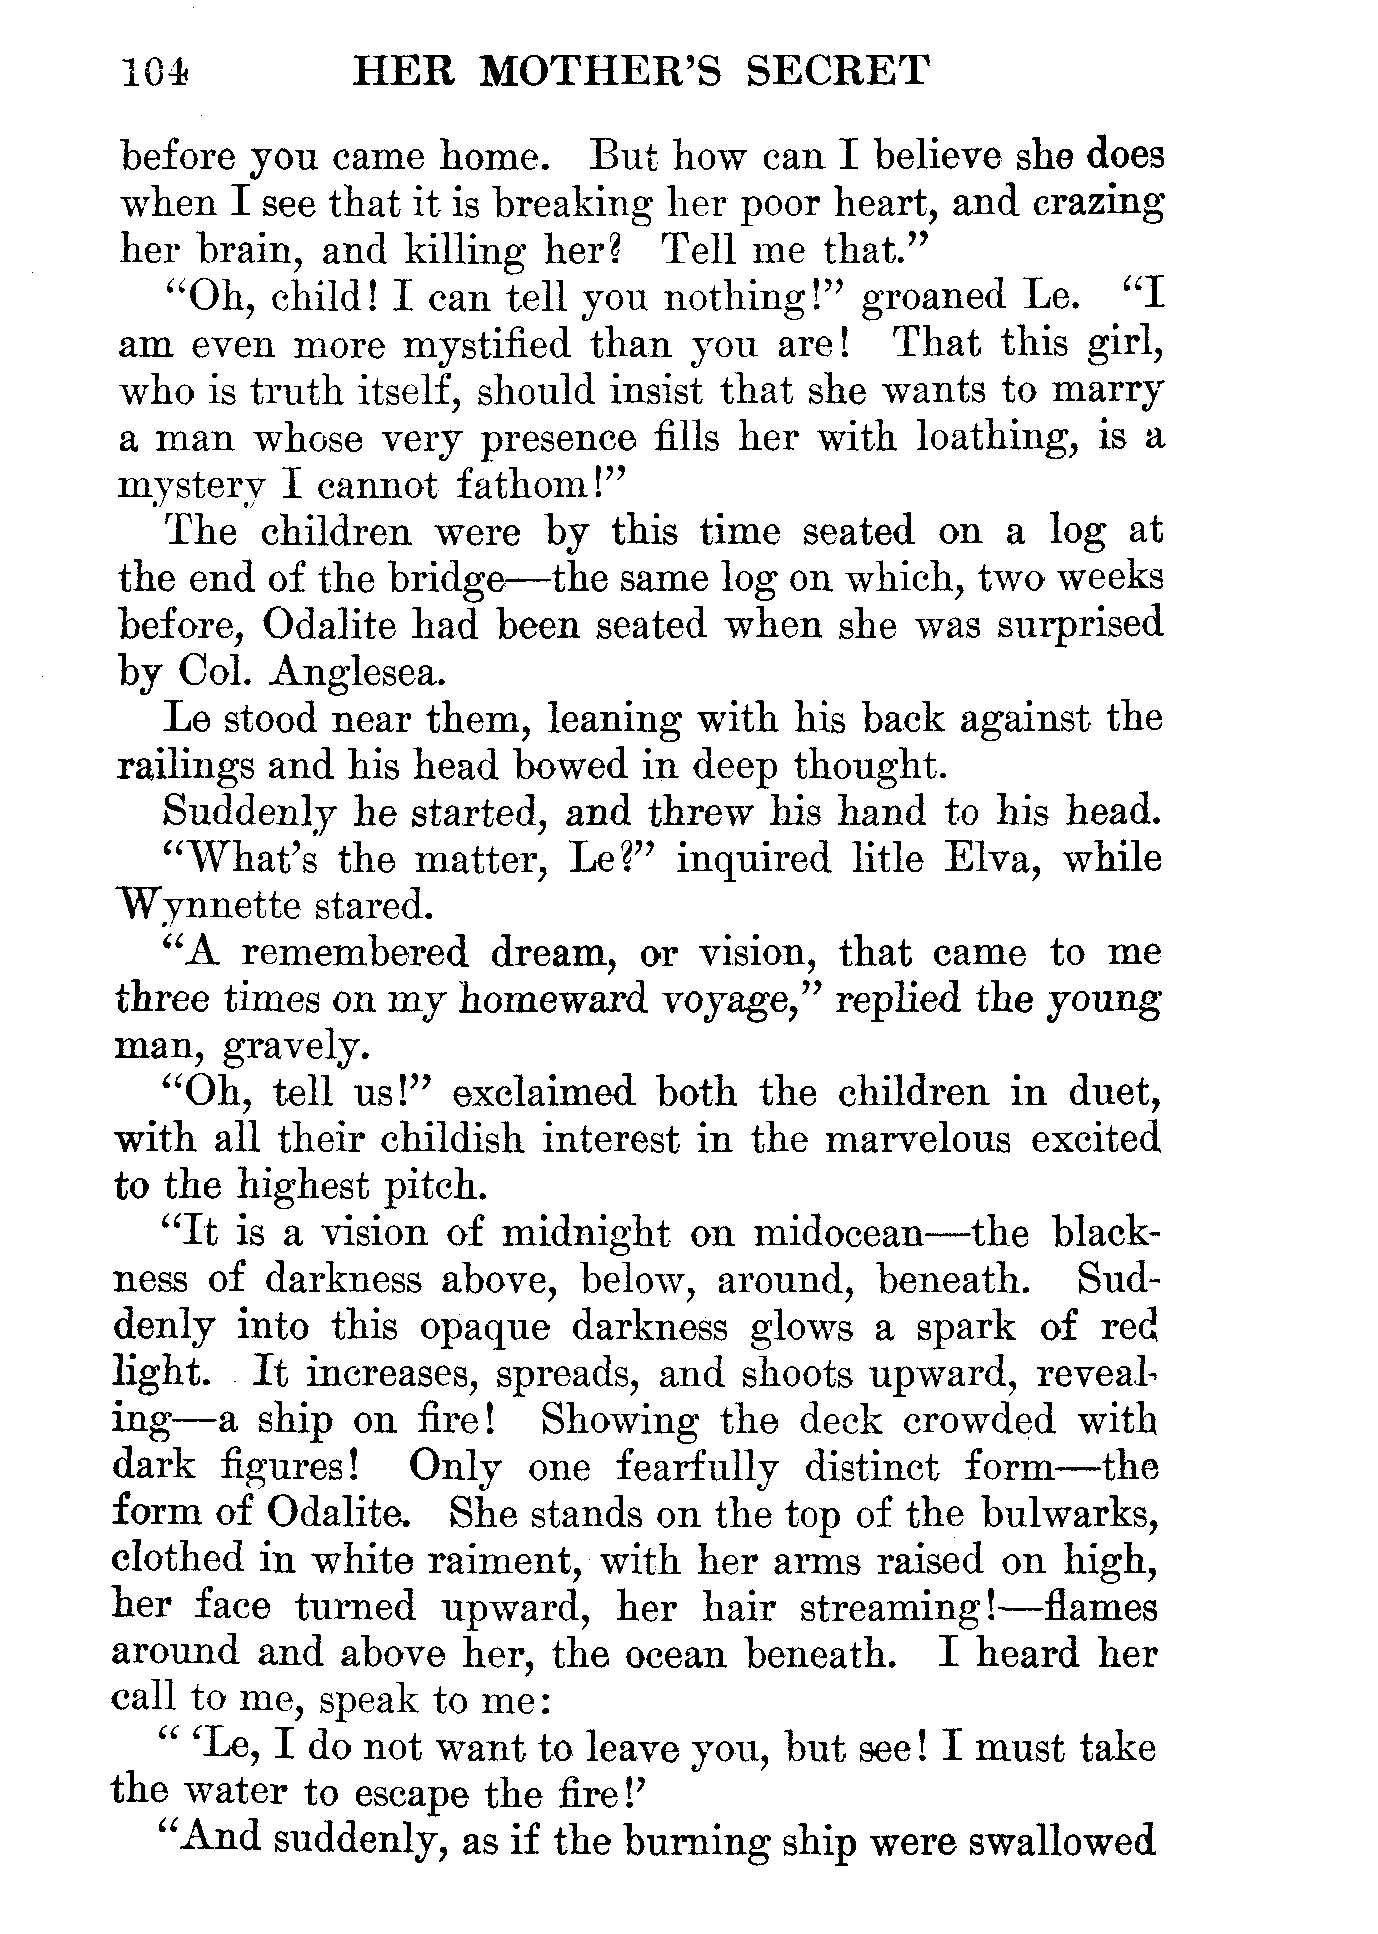 104 HER MOTHER'S SECRET
before you came home. But how can I believe she does
when I see that it is breaking her poor heart, and crazing
her brain, and killing her? Tell me that."
"Oh, child! I can tell you nothing!" groaned Le. "I
am even more mystified than you are! That this girl,
who is truth itself, should insist that she wants to marry
a man whose very presence fills her with loathing, is a
mystery I cannot fathom!"
The children were by this time seated on a log at
the end of the bridge—the same log on which, two weeks
before, Odalite had been seated when she was surprised
by Col. Anglesea.
Le stood near them, leaning with his back against the
railings and his head bowed in deep thought.
Suddenly he started, and threw his hand to his head.
"What's the matter, Le?" inquired litle Elva, while
Wynnette stared.
"A remembered dream, or vision, that came to me
three times on my homeward voyage," replied the young
man, gravely.
"Oh, tell us!" exclaimed both the children in duet,
with all their childish interest in the marvelous excited
to the highest pitch.
"It is a vision of midnight on midocean—the black-
ness of darkness above, below, around, beneath. Sud-
denly into this opaque darkness glows a spark of red
light. It increases, spreads, and shoots upward, reveal-
ing—a ship on fire! Showing the deck crowded with
dark figures! Only one fearfully distinct form—the
form of Odalite. She stands on the top of the bulwarks,
clothed in white raiment, with her arms raised on high,
her face turned upward, her hair streaming!—flames
around and above her, the ocean beneath. I heard her
call to me, speak to me:
" 'Le, I do not want to leave you, but see! I must take
the water to escape the fire!'
"And suddenly, as if the burning ship were swallowed